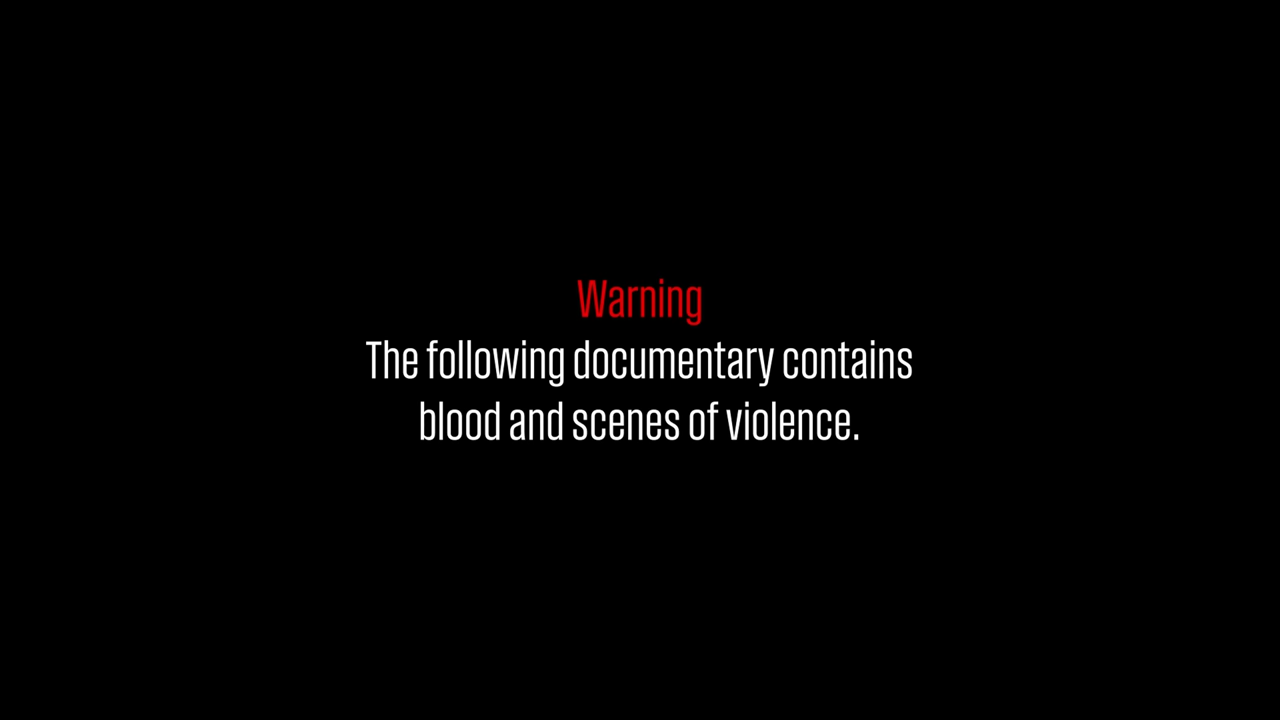 Warning
The following documentary contains
blood and scenes of violence.